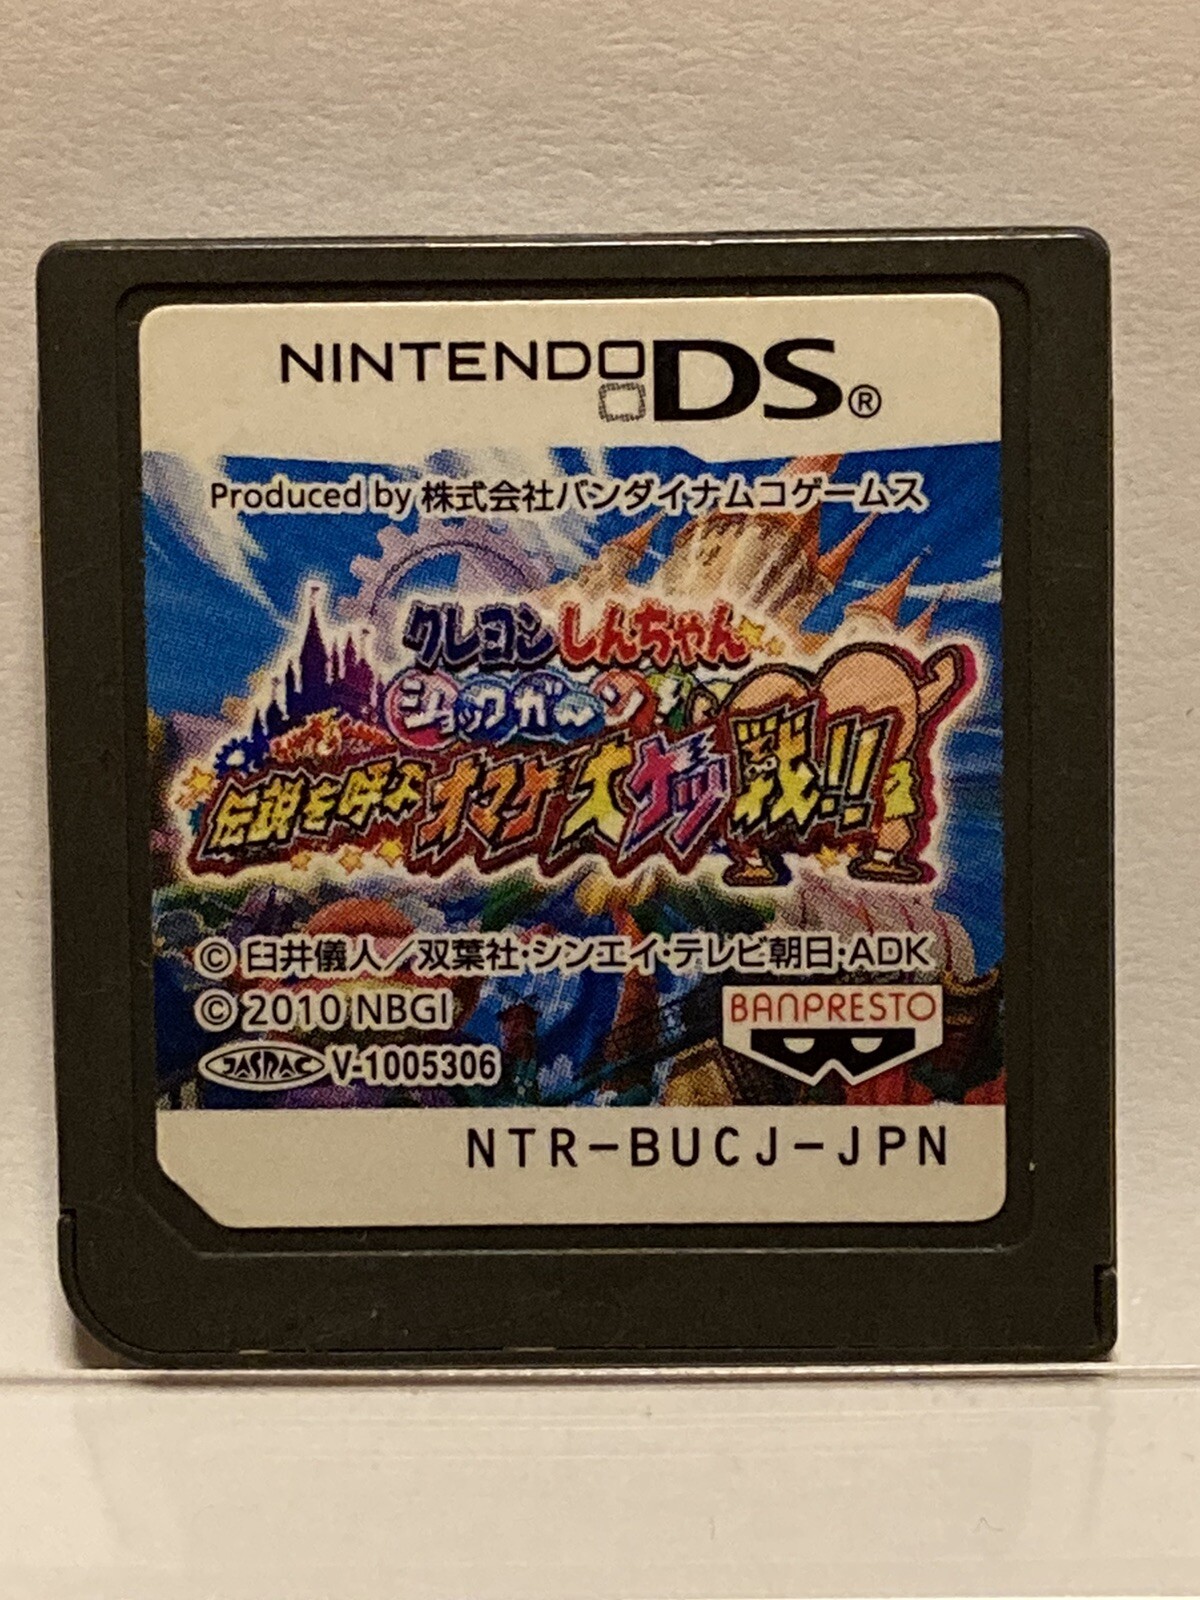 NINTENDO DS®
Produced by 株式会社バンダイナムコゲームス
クレヨンしんちゃん
ショックガ〜ン!
伝説を呼ぶオマケ大ケツ戦!!
© 臼井儀人／双葉社・シンエイ・テレビ朝日・ADK
© 2010 NBGI
BANPRESTO
JASRAC V-1005306
NTR-BUCJ-JPN